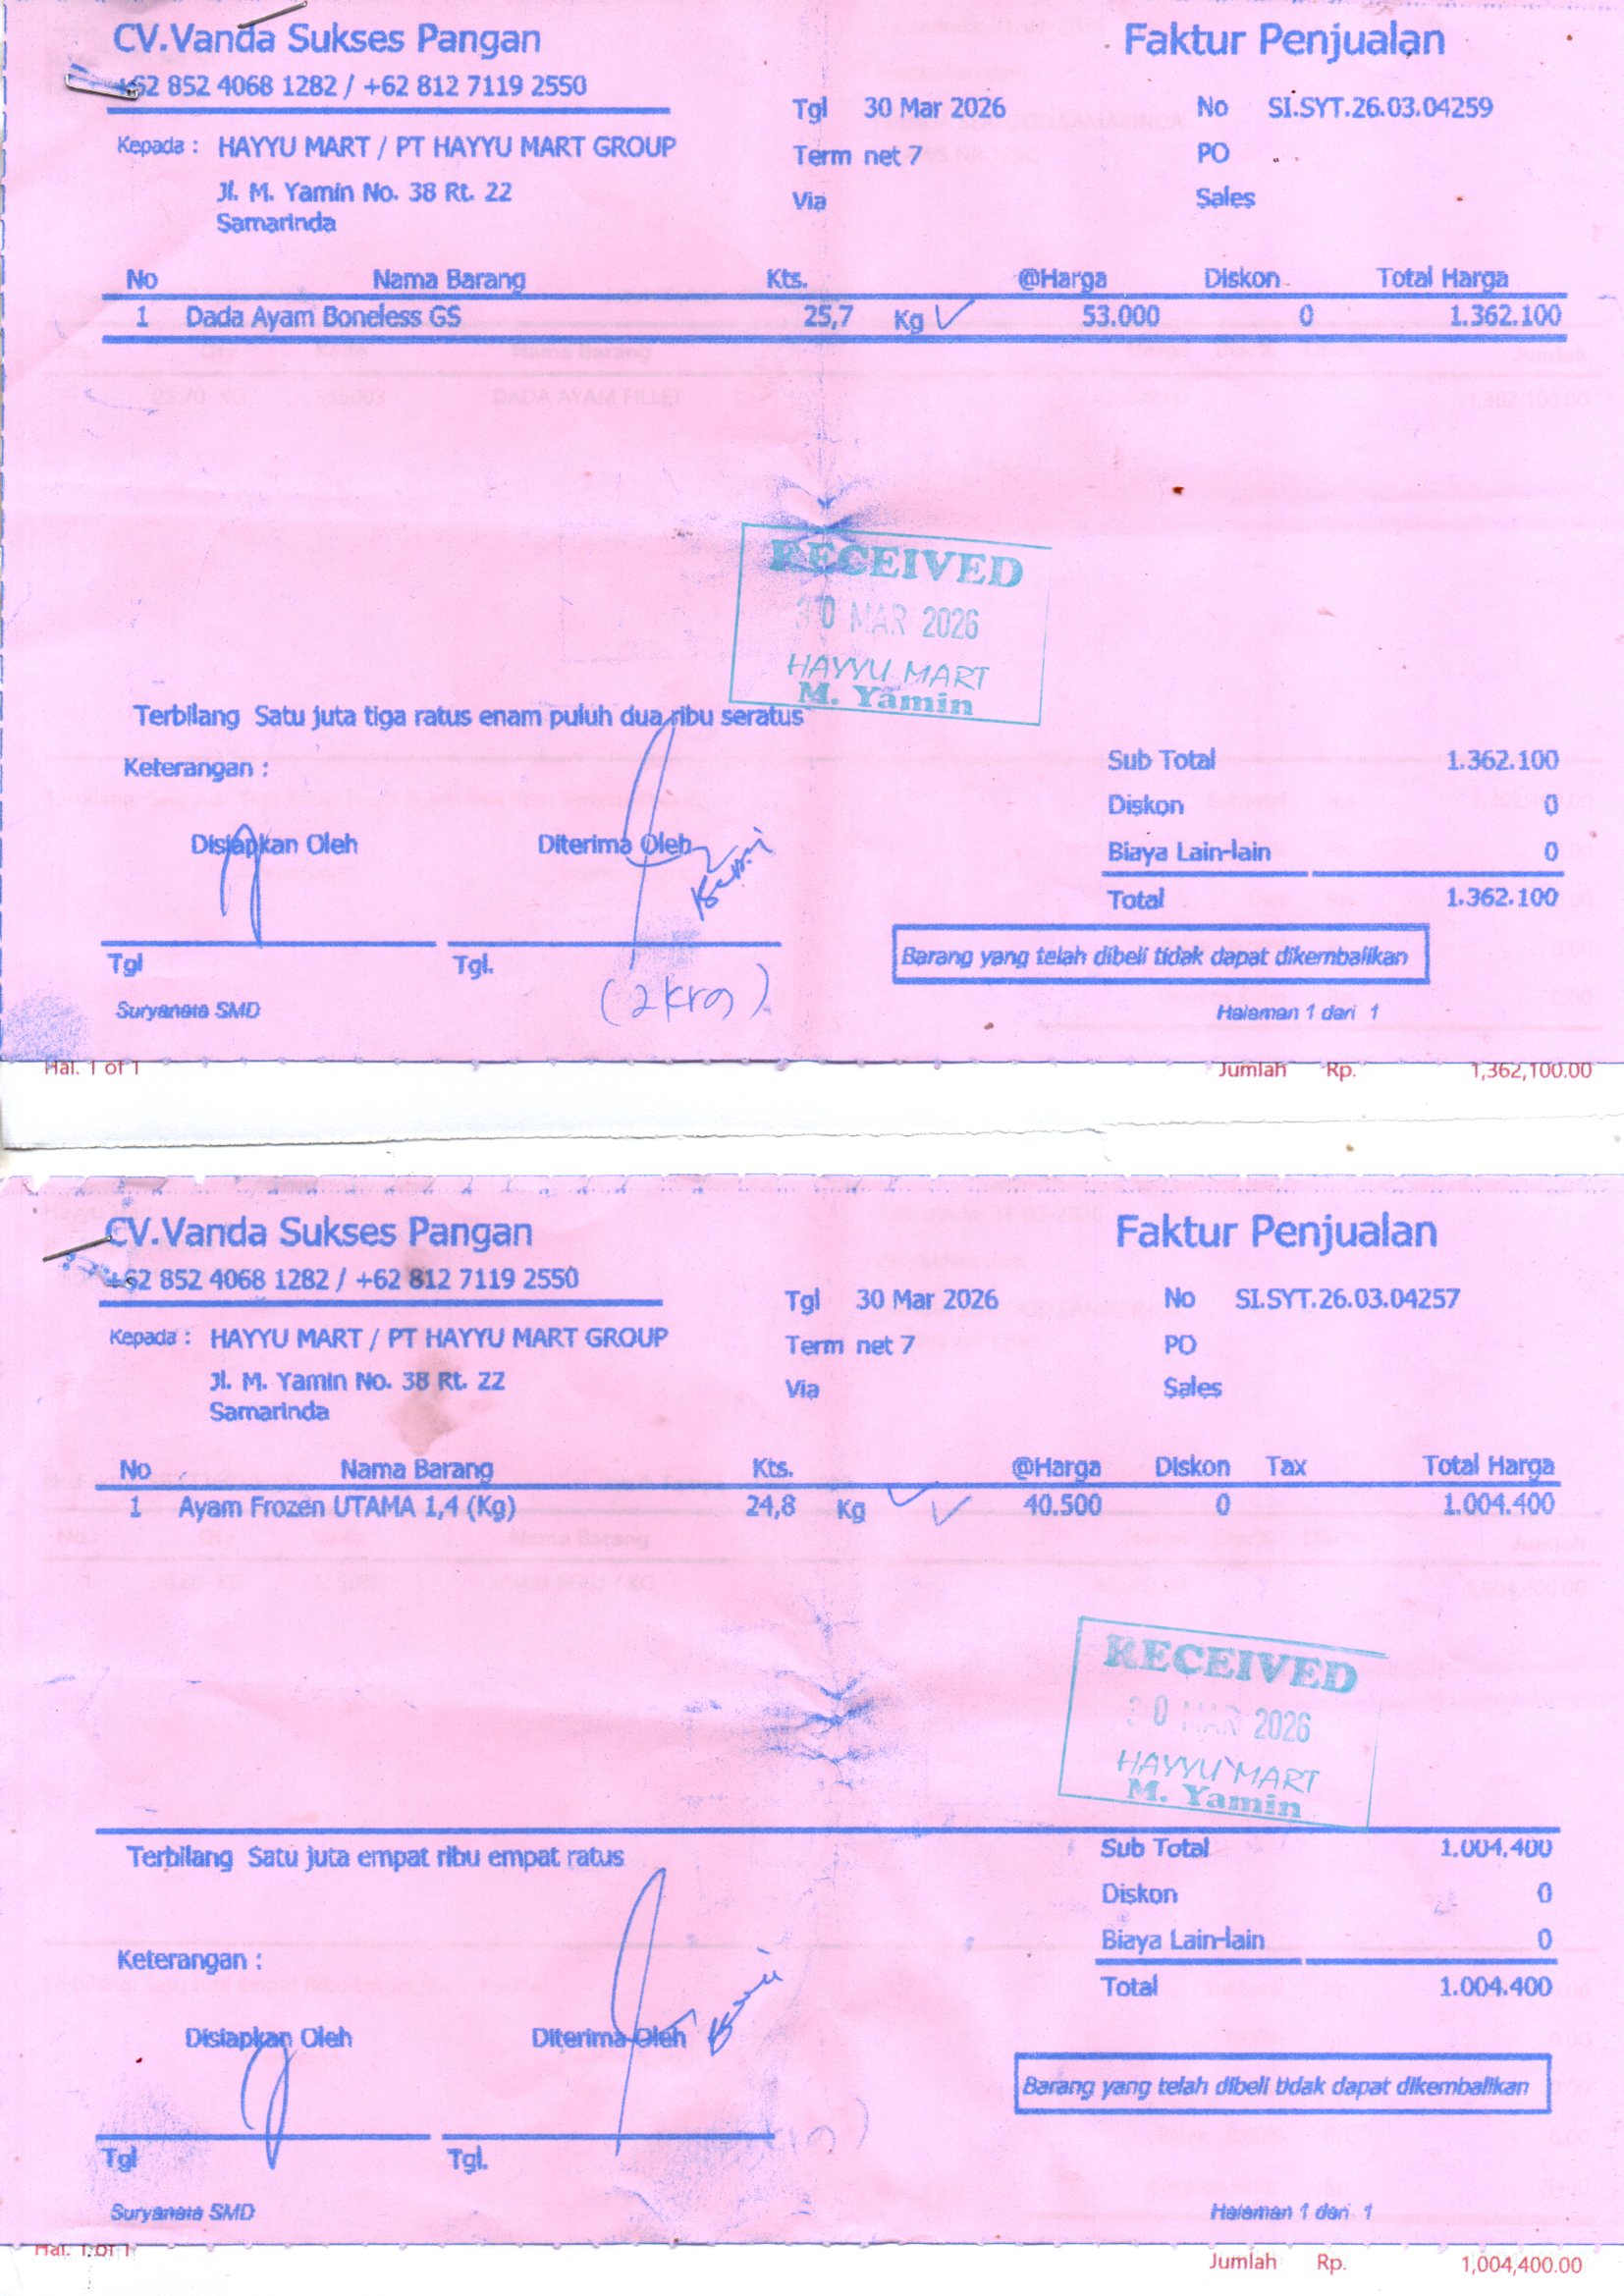 CV.Vanda Sukses Pangan
Faktur Penjualan
+62 852 4068 1282 / +62 812 7119 2550
Tgl 30 Mar 2026
No SI.SYT.26.03.04259
Kepada : HAYYU MART / PT HAYYU MART GROUP
Term net 7
PO
Jl. M. Yamin No. 38 Rt. 22
Via
Sales
Samarinda
No Nama Barang Kts. @Harga Diskon Total Harga
1 Dada Ayam Boneless GS 25,7 Kg 53.000 0 1.362.100
RECEIVED
30 MAR 2026
HAYYU MART
M. Yamin
Terbilang Satu juta tiga ratus enam puluh dua ribu seratus
Sub Total 1.362.100
Keterangan :
Diskon 0
Disiapkan Oleh Diterima Oleh
Biaya Lain-lain 0
Total 1.362.100
Barang yang telah dibeli tidak dapat dikembalikan
Tgl Tgl.
(2 krg)
Suryanata SMD
Halaman 1 dari 1
Hal. 1 of 1
Jumlah Rp. 1,362,100.00
CV.Vanda Sukses Pangan
Faktur Penjualan
+62 852 4068 1282 / +62 812 7119 2550
Tgl 30 Mar 2026
No SI.SYT.26.03.04257
Kepada : HAYYU MART / PT HAYYU MART GROUP
Term net 7
PO
Jl. M. Yamin No. 38 Rt. 22
Via
Sales
Samarinda
No Nama Barang Kts. @Harga Diskon Tax Total Harga
1 Ayam Frozen UTAMA 1,4 (Kg) 24,8 Kg 40.500 0 1.004.400
RECEIVED
30 MAR 2026
HAYYU MART
M. Yamin
Terbilang Satu juta empat ribu empat ratus
Sub Total 1.004.400
Diskon 0
Biaya Lain-lain 0
Keterangan :
Total 1.004.400
Disiapkan Oleh Diterima Oleh
Barang yang telah dibeli tidak dapat dikembalikan
Tgl Tgl.
Suryanata SMD
Halaman 1 dari 1
Hal. 1 of 1
Jumlah Rp. 1,004,400.00